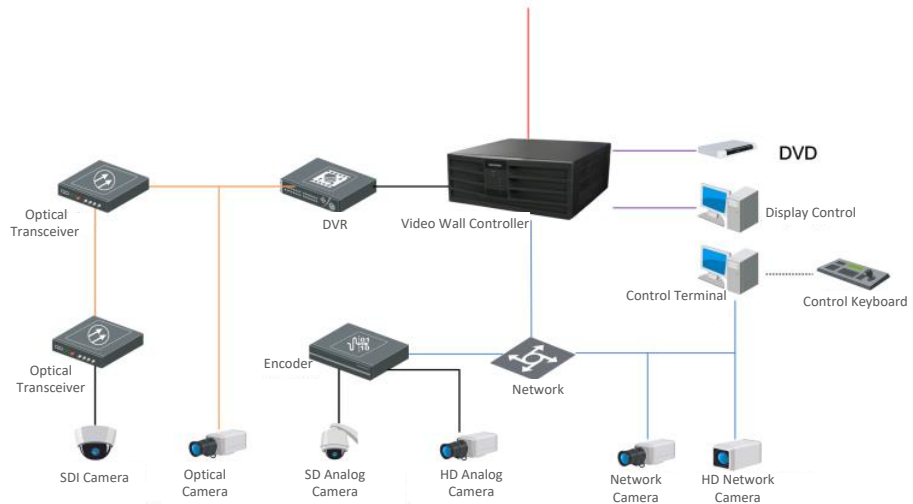 DVD
Optical
Transceiver
DVR
Video Wall Controller
Display Control
Control Terminal
Control Keyboard
Encoder
Optical
Transceiver
Network
SDI Camera
Optical
Camera
SD Analog
Camera
HD Analog
Camera
Network
Camera
HD Network
Camera